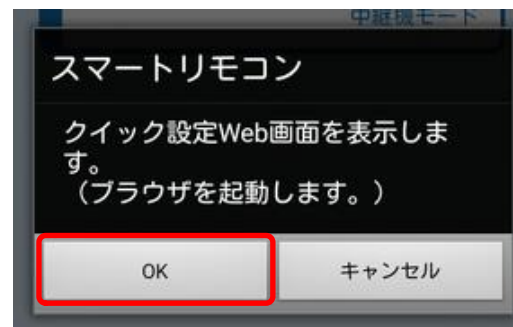 中継機モード
スマートリモコン
クイック設定Web画面を表示しま
す。
（ブラウザを起動します。）
OK
キャンセル